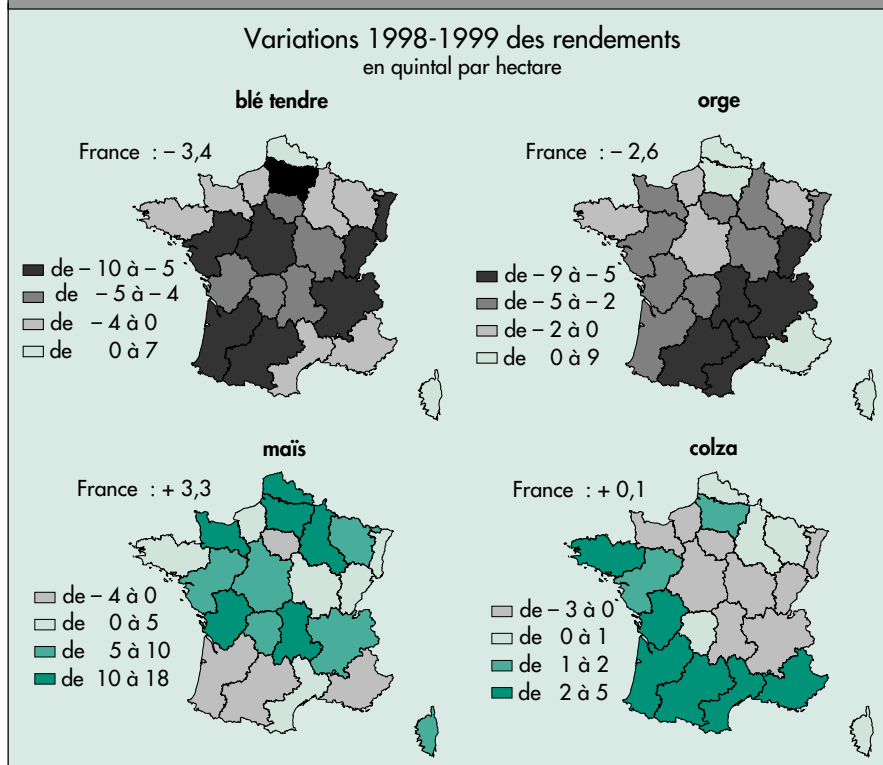 Variations 1998-1999 des rendements
en quintal par hectare
blé tendre
France : – 3,4
de – 10 à – 5
de – 5 à – 4
de – 4 à 0
de 0 à 7
orge
France : – 2,6
de – 9 à – 5
de – 5 à – 2
de – 2 à 0
de 0 à 9
maïs
France : + 3,3
de – 4 à 0
de 0 à 5
de 5 à 10
de 10 à 18
colza
France : + 0,1
de – 3 à 0
de 0 à 1
de 1 à 2
de 2 à 5